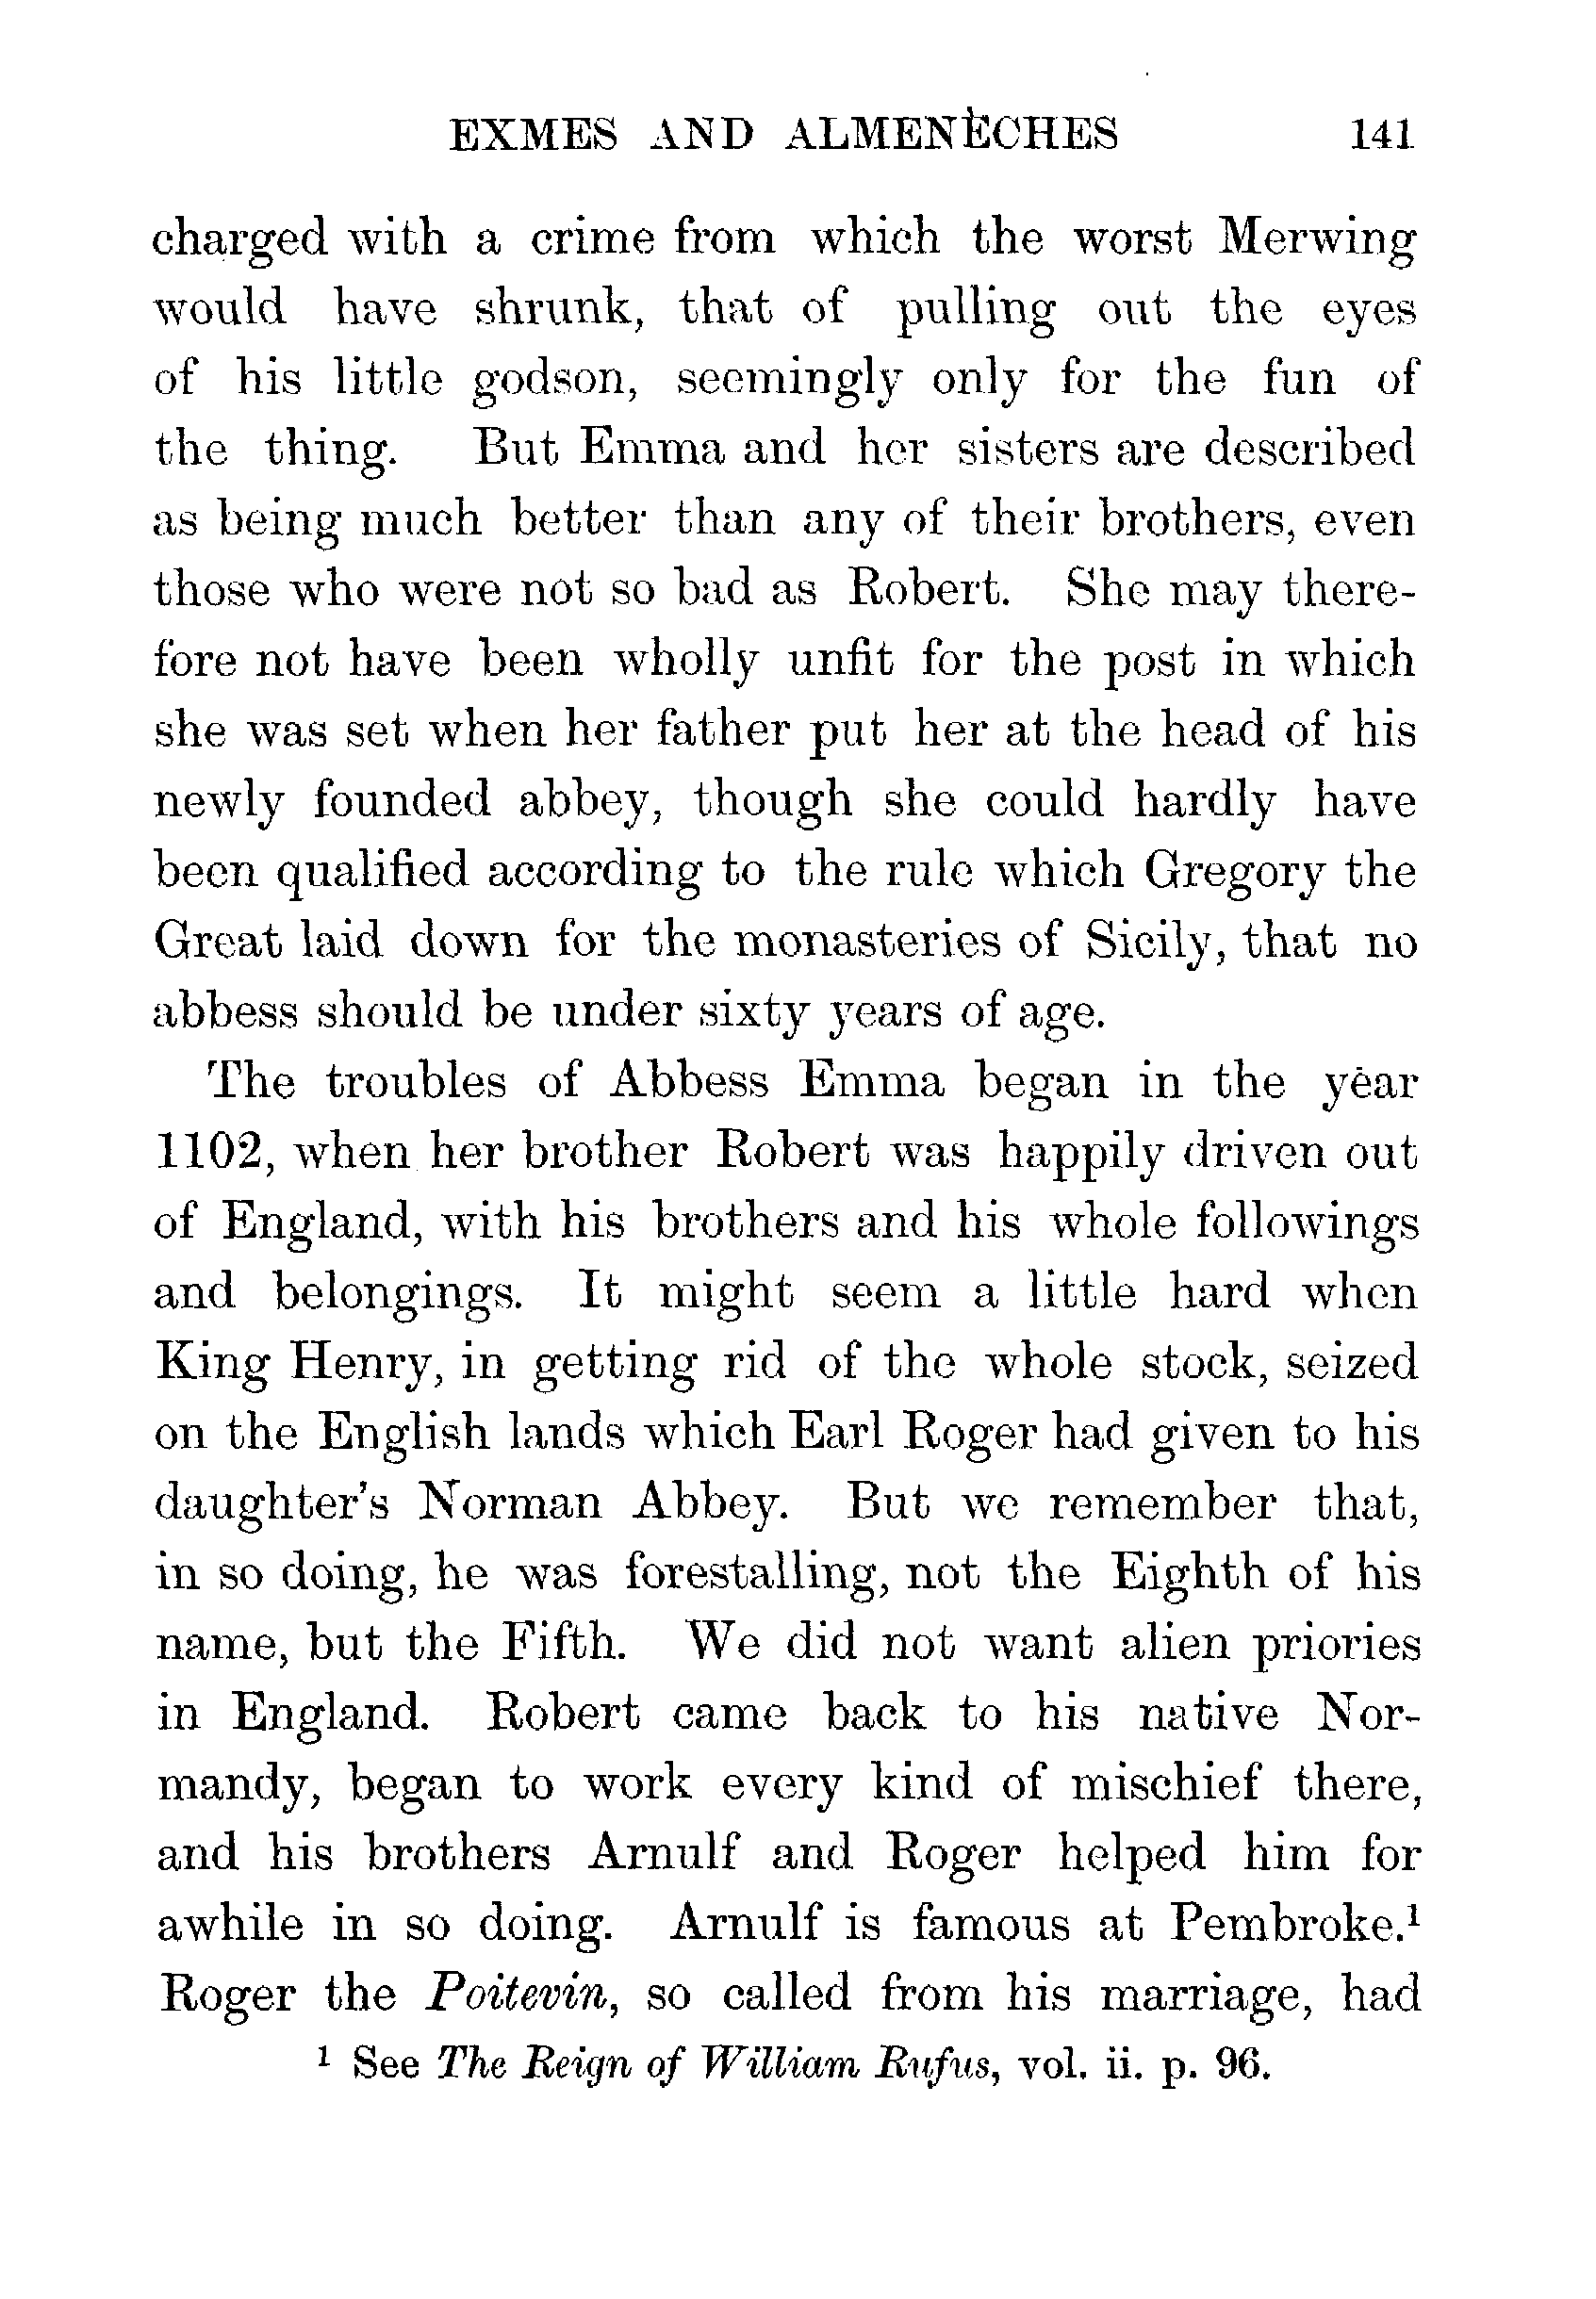 EXMES AND ALMENÈCHES 141
charged with a crime from which the worst Merwing
would have shrunk, that of pulling out the eyes
of his little godson, seemingly only for the fun of
the thing. But Emma and her sisters are described
as being much better than any of their brothers, even
those who were not so bad as Robert. She may there-
fore not have been wholly unfit for the post in which
she was set when her father put her at the head of his
newly founded abbey, though she could hardly have
been qualified according to the rule which Gregory the
Great laid down for the monasteries of Sicily, that no
abbess should be under sixty years of age.
The troubles of Abbess Emma began in the year
1102, when her brother Robert was happily driven out
of England, with his brothers and his whole followings
and belongings. It might seem a little hard when
King Henry, in getting rid of the whole stock, seized
on the English lands which Earl Roger had given to his
daughter's Norman Abbey. But we remember that,
in so doing, he was forestalling, not the Eighth of his
name, but the Fifth. We did not want alien priories
in England. Robert came back to his native Nor-
mandy, began to work every kind of mischief there,
and his brothers Arnulf and Roger helped him for
awhile in so doing. Arnulf is famous at Pembroke.¹
Roger the Poitevin, so called from his marriage, had
¹ See The Reign of William Rufus, vol. ii. p. 96.